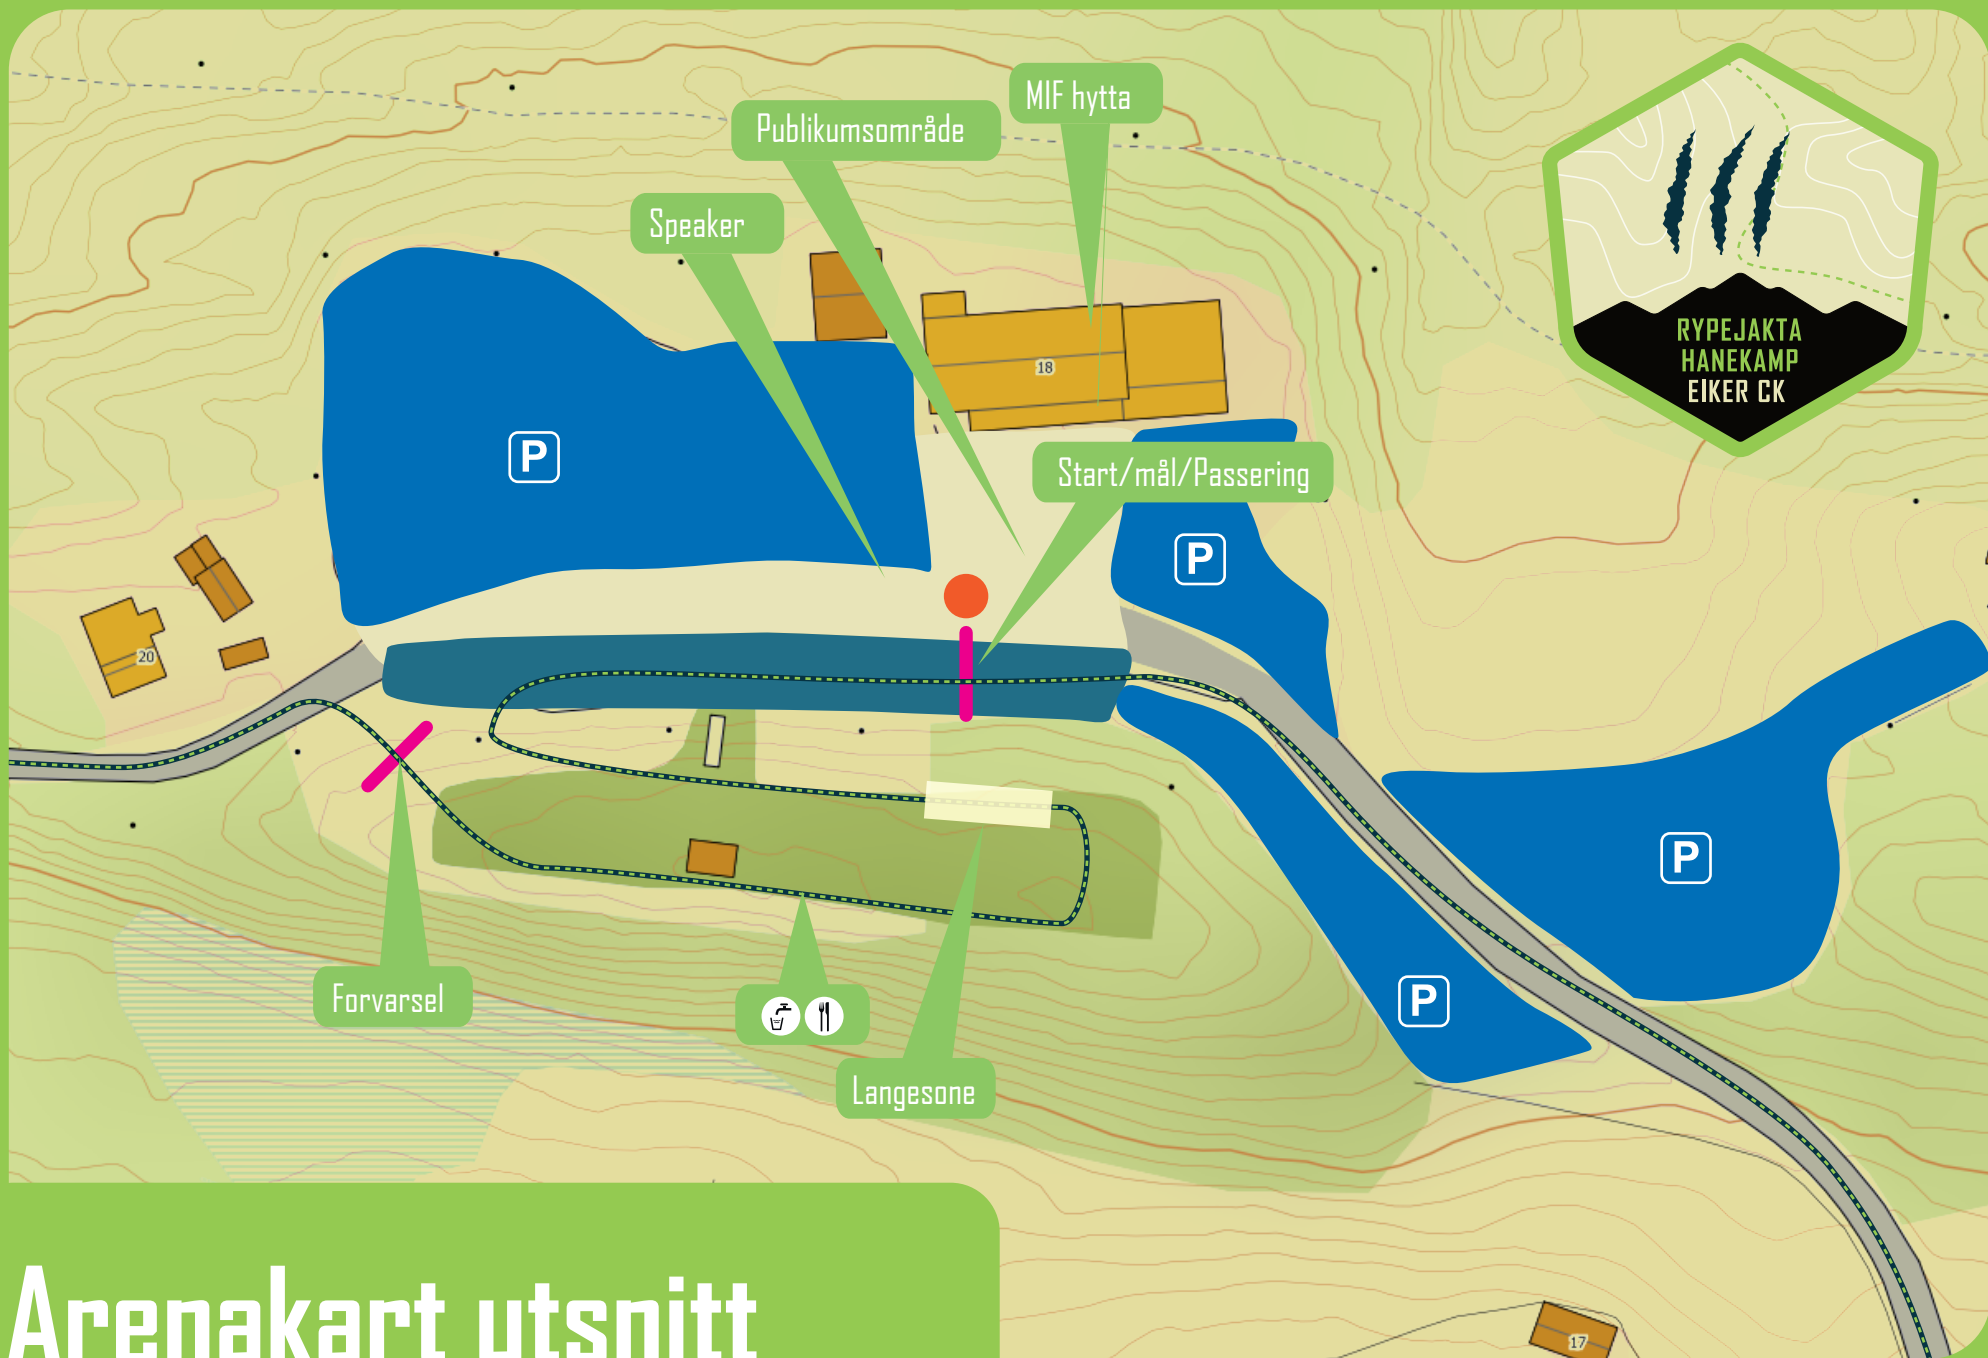 MIF hytta
Publikumsområde
Speaker
RYPEJAKTA
HANEKAMP
EIKER CK
18
P
Start/mål/Passering
P
20
P
P
Forvarsel
Langesone
Arenakart utsnitt
17